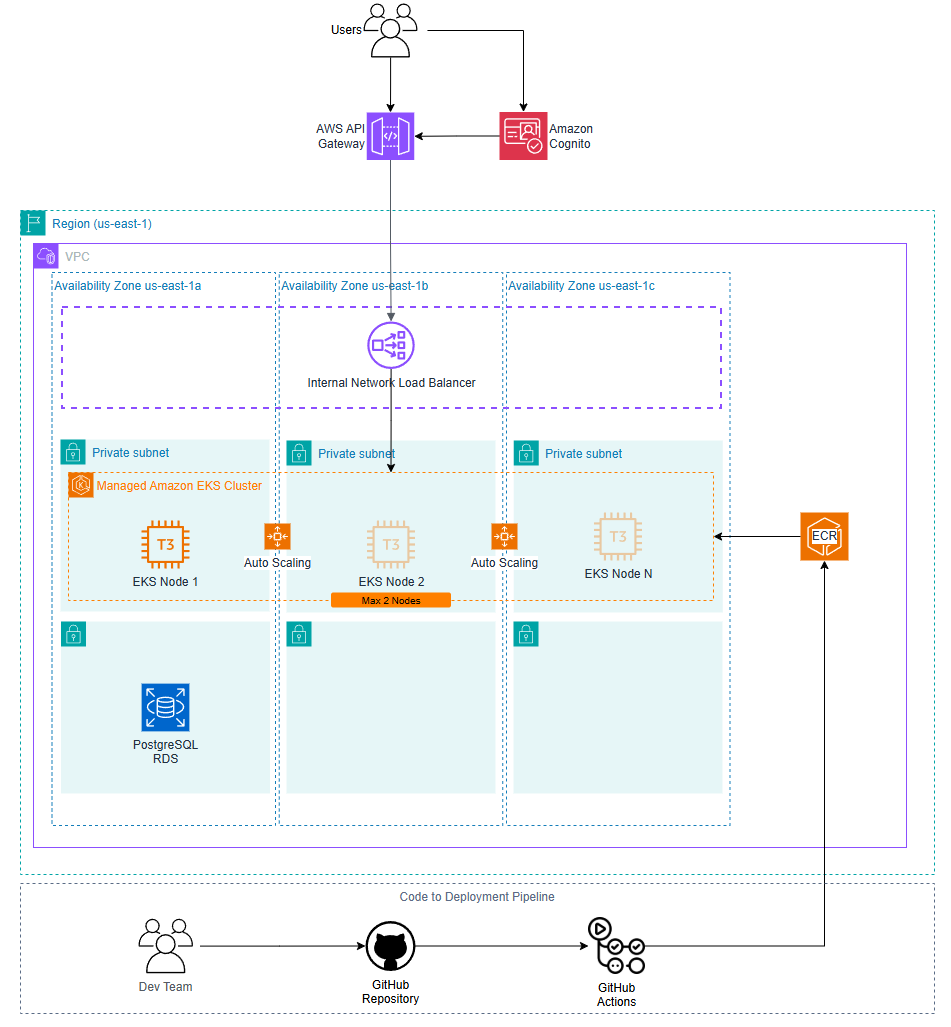 Users
AWS API
Gateway
Amazon
Cognito
Region (us-east-1)
VPC
Availability Zone us-east-1a
Availability Zone us-east-1b
Availability Zone us-east-1c
Internal Network Load Balancer
Private subnet
Private subnet
Private subnet
Managed Amazon EKS Cluster
T3
T3
T3
ECR
Auto Scaling
Auto Scaling
EKS Node 1
EKS Node 2
EKS Node N
Max 2 Nodes
PostgreSQL
RDS
Code to Deployment Pipeline
Dev Team
GitHub
Repository
GitHub
Actions